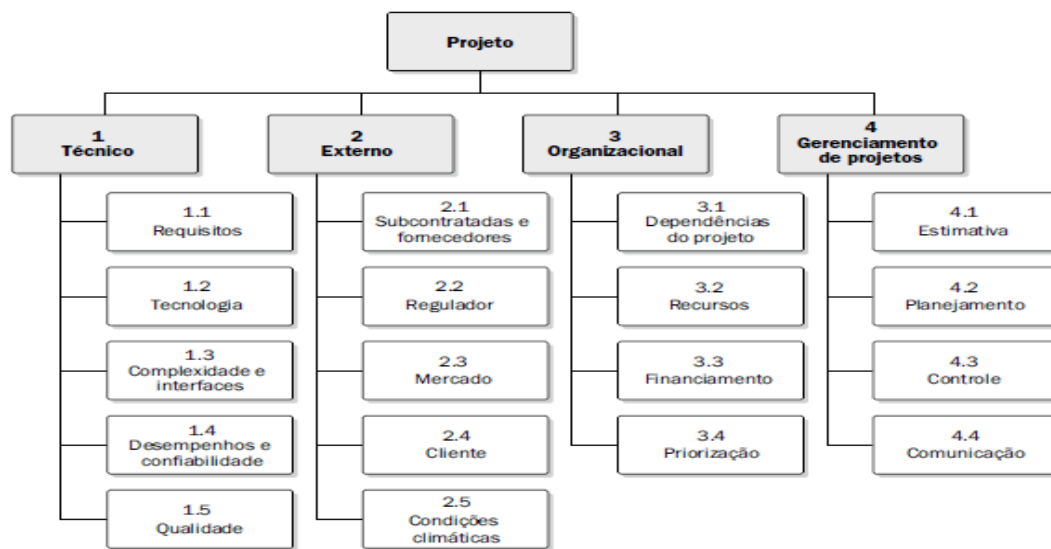 Projeto
1
Técnico
2
Externo
3
Organizacional
4
Gerenciamento
de projetos
1.1
Requisitos
2.1
Subcontratadas e
fornecedores
3.1
Dependências
do projeto
4.1
Estimativa
1.2
Tecnologia
2.2
Regulador
3.2
Recursos
4.2
Planejamento
1.3
Complexidade e
interfaces
2.3
Mercado
3.3
Financiamento
4.3
Controle
1.4
Desempenhos e
confiabilidade
2.4
Cliente
3.4
Priorização
4.4
Comunicação
1.5
Qualidade
2.5
Condições
climáticas